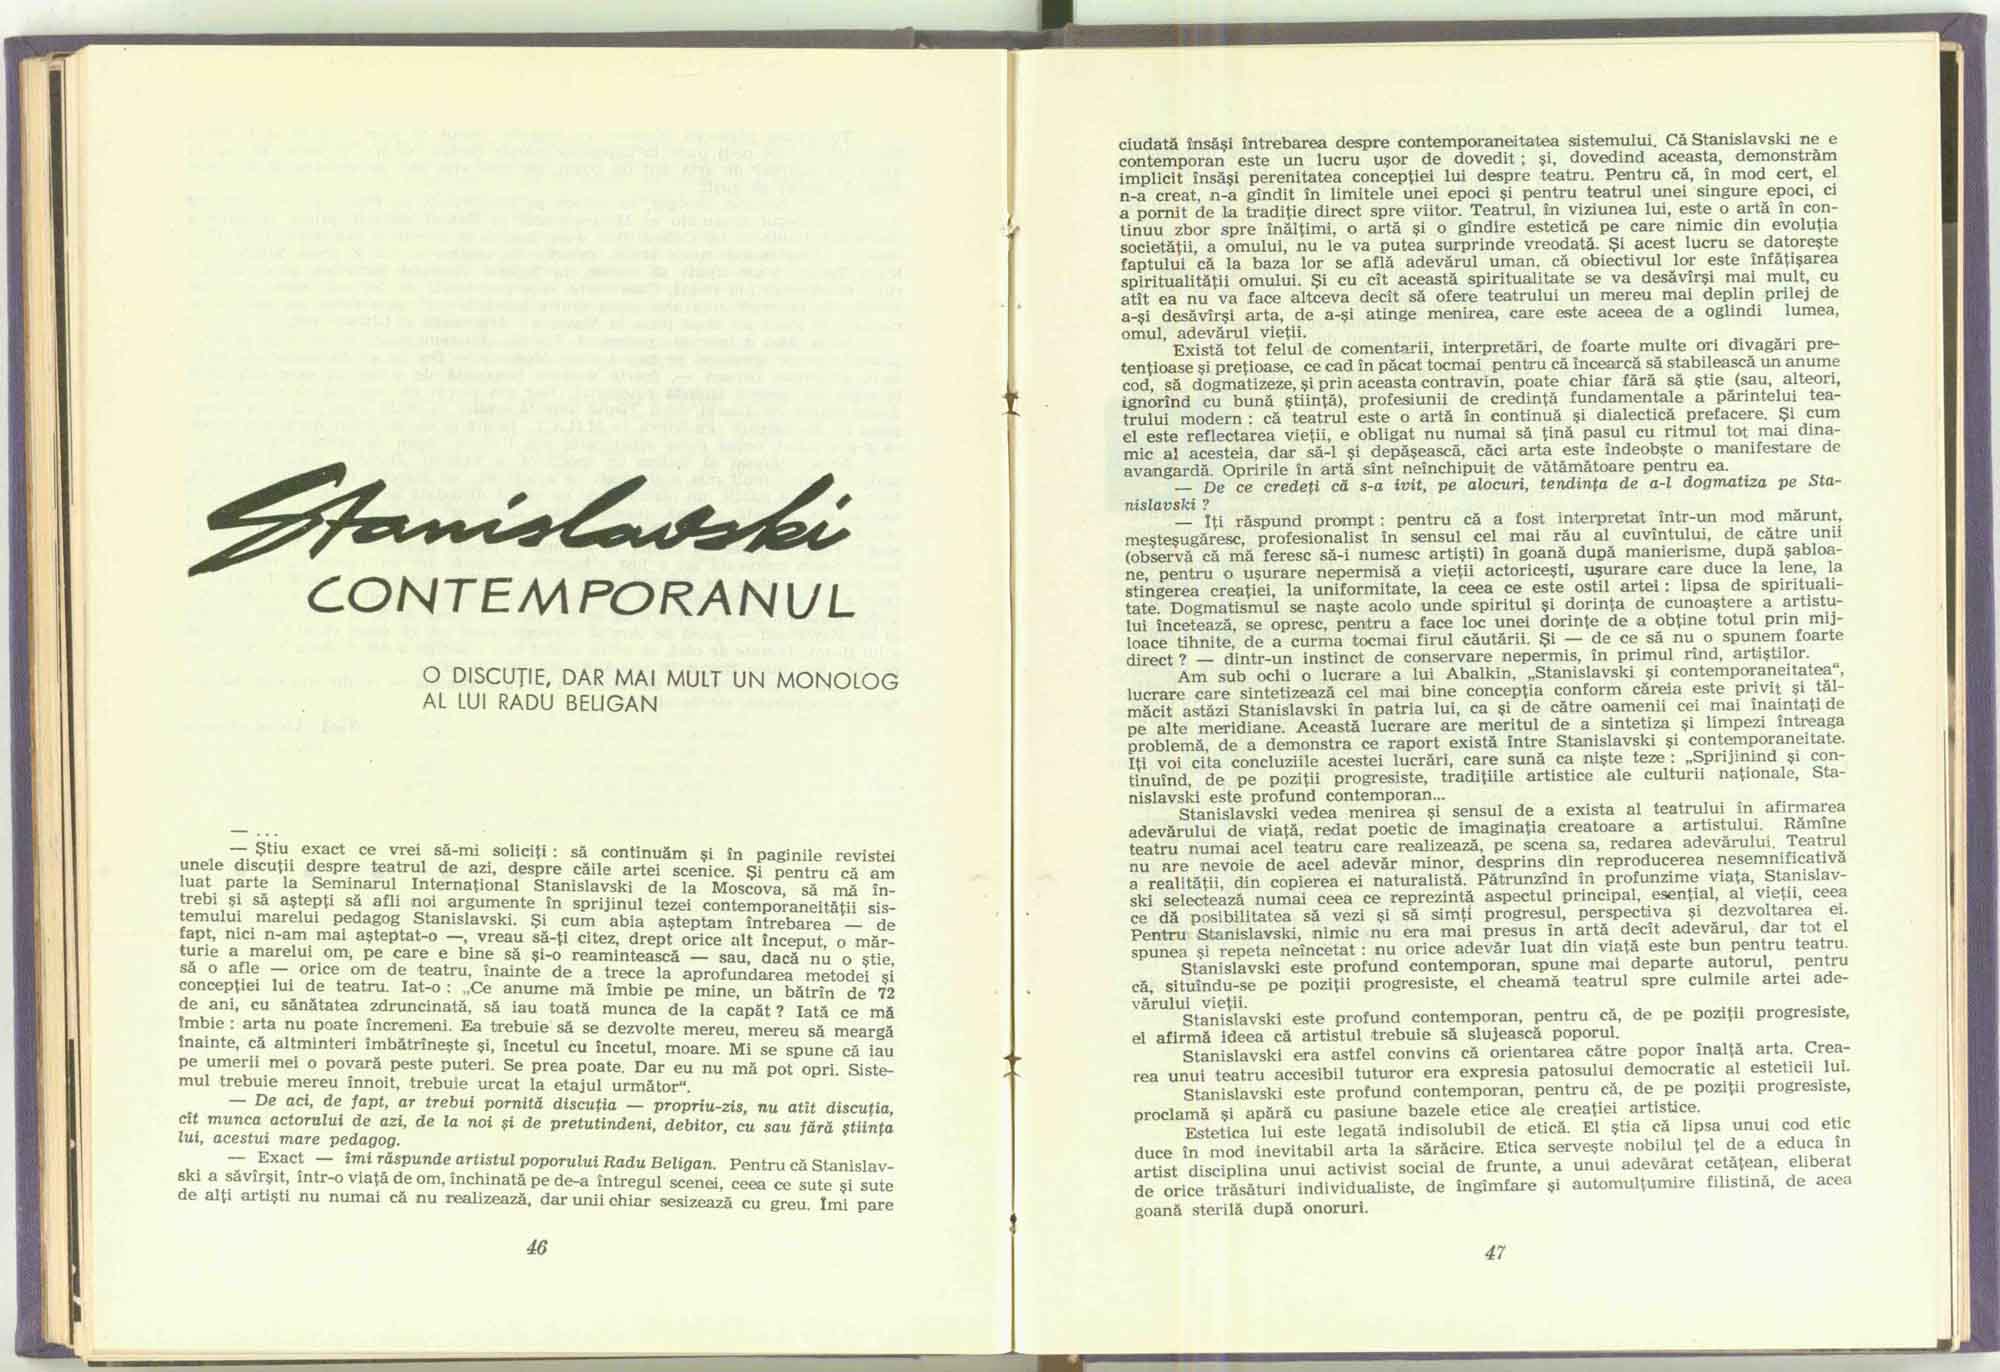 Stanislavski
CONTEMPORANUL
O DISCUȚIE, DAR MAI MULT UN MONOLOG
AL LUI RADU BELIGAN
— ...
— Știu exact ce vrei să-mi soliciți : să continuăm și în paginile revistei
unele discuții despre teatrul de azi, despre căile artei scenice. Și pentru că am
luat parte la Seminarul Internațional Stanislavski de la Moscova, să mă în-
trebi și să aștepți să afli noi argumente în sprijinul tezei contemporaneității sis-
temului marelui pedagog Stanislavski. Și cum abia așteptam întrebarea — de
fapt, nici n-am mai așteptat-o —, vreau să-ți citez, drept orice alt început, o măr-
turie a marelui om, pe care e bine să și-o reamintească — sau, dacă nu o știe,
să o afle — orice om de teatru, înainte de a trece la aprofundarea metodei și
concepției lui de teatru. Iat-o : „Ce anume mă îmbie pe mine, un bătrîn de 72
de ani, cu sănătatea zdruncinată, să iau toată munca de la capăt ? Iată ce mă
îmbie : arta nu poate încremeni. Ea trebuie să se dezvolte mereu, mereu să meargă
înainte, că altminteri îmbătrînește și, încetul cu încetul, moare. Mi se spune că iau
pe umerii mei o povară peste puteri. Se prea poate. Dar eu nu mă pot opri. Siste-
mul trebuie mereu înnoit, trebuie urcat la etajul următor“.
— De aci, de fapt, ar trebui pornită discuția — propriu-zis, nu atît discuția,
cît munca actorului de azi, de la noi și de pretutindeni, debitor, cu sau fără știința
lui, acestui mare pedagog.
— Exact — îmi răspunde artistul poporului Radu Beligan. Pentru că Stanislav-
ski a săvîrșit, într-o viață de om, închinată pe de-a întregul scenei, ceea ce sute și sute
de alți artiști nu numai că nu realizează, dar unii chiar sesizează cu greu. Îmi pare
46
ciudată însăși întrebarea despre contemporaneitatea sistemului. Că Stanislavski ne e
contemporan este un lucru ușor de dovedit ; și, dovedind aceasta, demonstrăm
implicit însăși perenitatea concepției lui despre teatru. Pentru că, în mod cert, el
n-a creat, n-a gîndit în limitele unei epoci și pentru teatrul unei singure epoci, ci
a pornit de la tradiție direct spre viitor. Teatrul, în viziunea lui, este o artă în con-
tinuu zbor spre înălțimi, o artă și o gîndire estetică pe care nimic din evoluția
societății, a omului, nu le va putea surprinde vreodată. Și acest lucru se datorește
faptului că la baza lor se află adevărul uman. că obiectivul lor este înfățișarea
spiritualității omului. Și cu cît această spiritualitate se va desăvîrși mai mult, cu
atît ea nu va face altceva decît să ofere teatrului un mereu mai deplin prilej de
a-și desăvîrși arta, de a-și atinge menirea, care este aceea de a oglindi lumea,
omul, adevărul vieții.
Există tot felul de comentarii, interpretări, de foarte multe ori divagări pre-
tențioase și prețioase, ce cad în păcat tocmai pentru că încearcă să stabilească un anume
cod, să dogmatizeze, și prin aceasta contravin, poate chiar fără să știe (sau, alteori,
ignorînd cu bună știință), profesiunii de credință fundamentale a părintelui tea-
trului modern : că teatrul este o artă în continuă și dialectică prefacere. Și cum
el este reflectarea vieții, e obligat nu numai să țină pasul cu ritmul tot mai dina-
mic al acesteia, dar să-l și depășească, căci arta este îndeobște o manifestare de
avangardă. Opririle în artă sînt neînchipuit de vătămătoare pentru ea.
— De ce credeți că s-a ivit, pe alocuri, tendința de a-l dogmatiza pe Sta-
nislavski ?
— Îți răspund prompt : pentru că a fost interpretat într-un mod mărunt,
meșteșugăresc, profesionalist în sensul cel mai rău al cuvîntului, de către unii
(observă că mă feresc să-i numesc artiști) în goană după manierisme, după șabloa-
ne, pentru o ușurare nepermisă a vieții actoricești, ușurare care duce la lene, la
stingerea creației, la uniformitate, la ceea ce este ostil artei : lipsa de spirituali-
tate. Dogmatismul se naște acolo unde spiritul și dorința de cunoaștere a artistu-
lui încetează, se opresc, pentru a face loc unei dorințe de a obține totul prin mij-
loace tihnite, de a curma tocmai firul căutării. Și — de ce să nu o spunem foarte
direct ? — dintr-un instinct de conservare nepermis, în primul rînd, artiștilor.
Am sub ochi o lucrare a lui Abalkin, „Stanislavski și contemporaneitatea“,
lucrare care sintetizează cel mai bine concepția conform căreia este privit și tăl-
măcit astăzi Stanislavski în patria lui, ca și de către oamenii cei mai înaintați de
pe alte meridiane. Această lucrare are meritul de a sintetiza și limpezi întreaga
problemă, de a demonstra ce raport există între Stanislavski și contemporaneitate.
Îți voi cita concluziile acestei lucrări, care sună ca niște teze : „Sprijinind și con-
tinuînd, de pe poziții progresiste, tradițiile artistice ale culturii naționale, Sta-
nislavski este profund contemporan...
Stanislavski vedea menirea și sensul de a exista al teatrului în afirmarea
adevărului de viață, redat poetic de imaginația creatoare a artistului. Rămîne
teatru numai acel teatru care realizează, pe scena sa, redarea adevărului. Teatrul
nu are nevoie de acel adevăr minor, desprins din reproducerea nesemnificativă
a realității, din copierea ei naturalistă. Pătrunzînd în profunzime viața, Stanislav-
ski selectează numai ceea ce reprezintă aspectul principal, esențial, al vieții, ceea
ce dă posibilitatea să vezi și să simți progresul, perspectiva și dezvoltarea ei.
Pentru Stanislavski, nimic nu era mai presus în artă decît adevărul, dar tot el
spunea și repeta neîncetat : nu orice adevăr luat din viață este bun pentru teatru.
Stanislavski este profund contemporan, spune mai departe autorul, pentru
că, situîndu-se pe poziții progresiste, el cheamă teatrul spre culmile artei ade-
vărului vieții.
Stanislavski este profund contemporan, pentru că, de pe poziții progresiste,
el afirmă ideea că artistul trebuie să slujească poporul.
Stanislavski era astfel convins că orientarea către popor înalță arta. Crea-
rea unui teatru accesibil tuturor era expresia patosului democratic al esteticii lui.
Stanislavski este profund contemporan, pentru că, de pe poziții progresiste,
proclamă și apără cu pasiune bazele etice ale creației artistice.
Estetica lui este legată indisolubil de etică. El știa că lipsa unui cod etic
duce în mod inevitabil arta la sărăcire. Etica servește nobilul țel de a educa în
artist disciplina unui activist social de frunte, a unui adevărat cetățean, eliberat
de orice trăsături individualiste, de îngîmfare și automulțumire filistină, de acea
goană sterilă după onoruri.
47